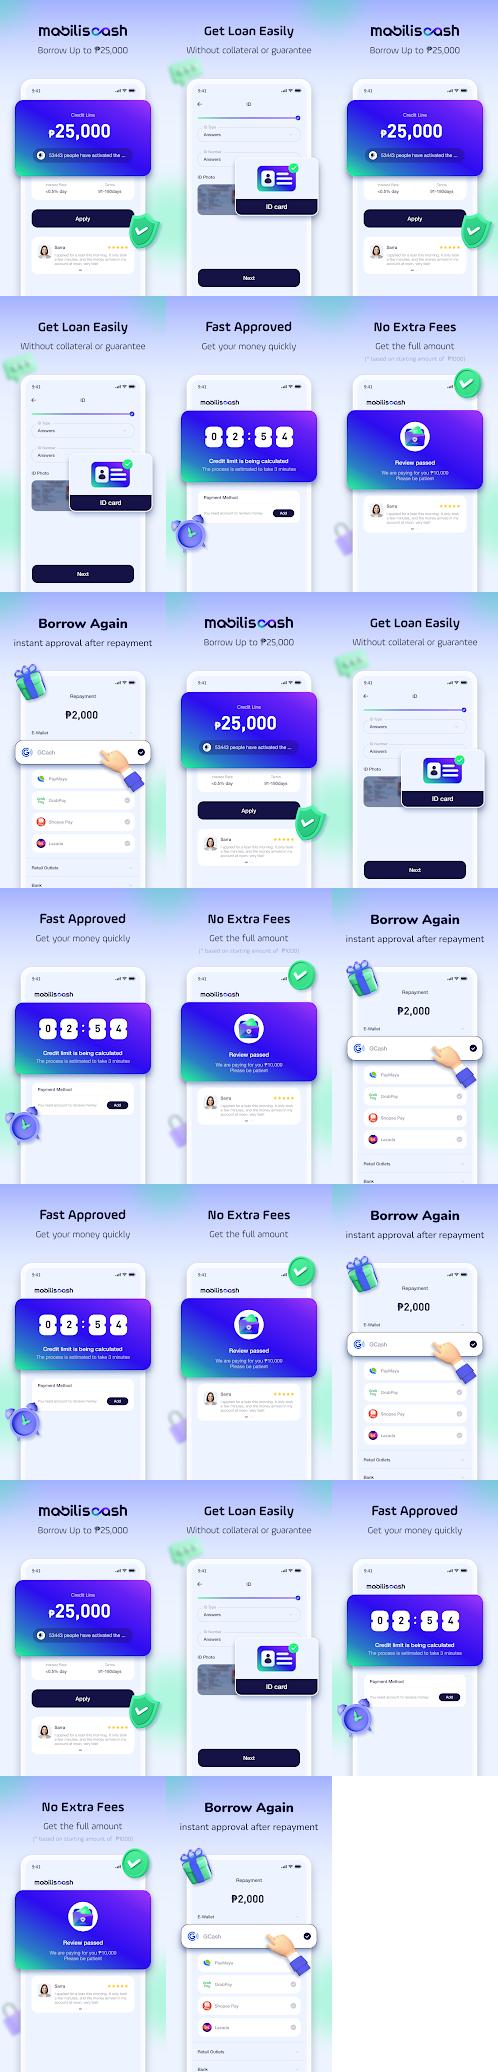 mobiliscash
Borrow Up to ₱25,000
9:41
Credit Line
₱25,000
53443 people have activated the ...
Interest Rate
Terms
<0.5% day
91-180days
Apply
Sarra
I applied for a loan this morning. It only took
a few minutes, and the money arrived in my
account at noon, very fast!
Get Loan Easily
Without collateral or guarantee
9:41
ID
ID Type
Answers
ID Number
Answers
ID Photo
ID card
Next
mobiliscash
Borrow Up to ₱25,000
9:41
Credit Line
₱25,000
53443 people have activated the ...
Interest Rate
Terms
<0.5% day
91-180days
Apply
Sarra
I applied for a loan this morning. It only took
a few minutes, and the money arrived in my
account at noon, very fast!
Get Loan Easily
Without collateral or guarantee
9:41
ID
ID Type
Answers
ID Number
Answers
ID Photo
ID card
Next
Fast Approved
Get your money quickly
9:41
mobiliscash
02:54
Credit limit is being calculated
The process is estimated to take 3 minutes
Payment Method
You need account to receive money
Add
No Extra Fees
Get the full amount
(* based on starting amount of ₱1000)
9:41
mobiliscash
Review passed
We are paying for you ₱10,000
Please be patient
Sarra
I applied for a loan this morning. It only took
a few minutes, and the money arrived in my
account at noon, very fast!
Borrow Again
instant approval after repayment
9:41
Repayment
₱2,000
E-Wallet
GCash
PayMaya
GrabPay
Shopee Pay
Lazada
Retail Outlets
Bank
mobiliscash
Borrow Up to ₱25,000
9:41
Credit Line
₱25,000
53443 people have activated the ...
Interest Rate
Terms
<0.5% day
91-180days
Apply
Sarra
I applied for a loan this morning. It only took
a few minutes, and the money arrived in my
account at noon, very fast!
Get Loan Easily
Without collateral or guarantee
9:41
ID
ID Type
Answers
ID Number
Answers
ID Photo
ID card
Next
Fast Approved
Get your money quickly
9:41
mobiliscash
02:54
Credit limit is being calculated
The process is estimated to take 3 minutes
Payment Method
You need account to receive money
Add
No Extra Fees
Get the full amount
(* based on starting amount of ₱1000)
9:41
mobiliscash
Review passed
We are paying for you ₱10,000
Please be patient
Sarra
I applied for a loan this morning. It only took
a few minutes, and the money arrived in my
account at noon, very fast!
Borrow Again
instant approval after repayment
9:41
Repayment
₱2,000
E-Wallet
GCash
PayMaya
GrabPay
Shopee Pay
Lazada
Retail Outlets
Bank
Fast Approved
Get your money quickly
9:41
mobiliscash
02:54
Credit limit is being calculated
The process is estimated to take 3 minutes
Payment Method
You need account to receive money
Add
No Extra Fees
Get the full amount
9:41
mobiliscash
Review passed
We are paying for you ₱10,000
Please be patient
Sarra
I applied for a loan this morning. It only took
a few minutes, and the money arrived in my
account at noon, very fast!
Borrow Again
instant approval after repayment
9:41
Repayment
₱2,000
E-Wallet
GCash
PayMaya
GrabPay
Shopee Pay
Lazada
Retail Outlets
Bank
mobiliscash
Borrow Up to ₱25,000
9:41
Credit Line
₱25,000
53443 people have activated the ...
Interest Rate
Terms
<0.5% day
91-180days
Apply
Sarra
I applied for a loan this morning. It only took
a few minutes, and the money arrived in my
account at noon, very fast!
Get Loan Easily
Without collateral or guarantee
9:41
ID
ID Type
Answers
ID Number
Answers
ID Photo
ID card
Next
Fast Approved
Get your money quickly
9:41
mobiliscash
02:54
Credit limit is being calculated
The process is estimated to take 3 minutes
Payment Method
You need account to receive money
Add
No Extra Fees
Get the full amount
(* based on starting amount of ₱1000)
9:41
mobiliscash
Review passed
We are paying for you ₱10,000
Please be patient
Sarra
I applied for a loan this morning. It only took
a few minutes, and the money arrived in my
account at noon, very fast!
Borrow Again
instant approval after repayment
9:41
Repayment
₱2,000
E-Wallet
GCash
PayMaya
GrabPay
Shopee Pay
Lazada
Retail Outlets
Bank